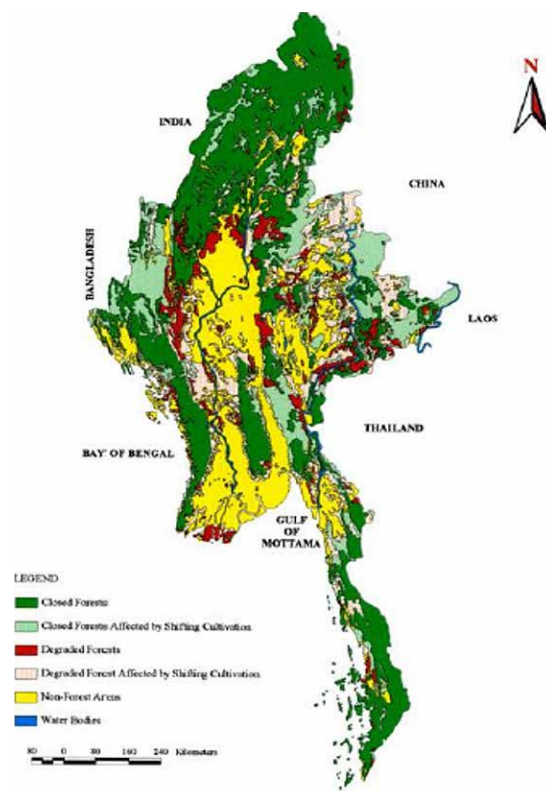 N
INDIA
CHINA
BANGLADESH
LAOS
THAILAND
BAY OF BENGAL
GULF
OF
MOTTAMA
LEGEND
Closed Forests
Closed Forests Affected by Shifting Cultivation
Degraded Forests
Degraded Forest Affected by Shifting Cultivation
Non-Forest Areas
Water Bodies
80 0 80 160 240 Kilometers